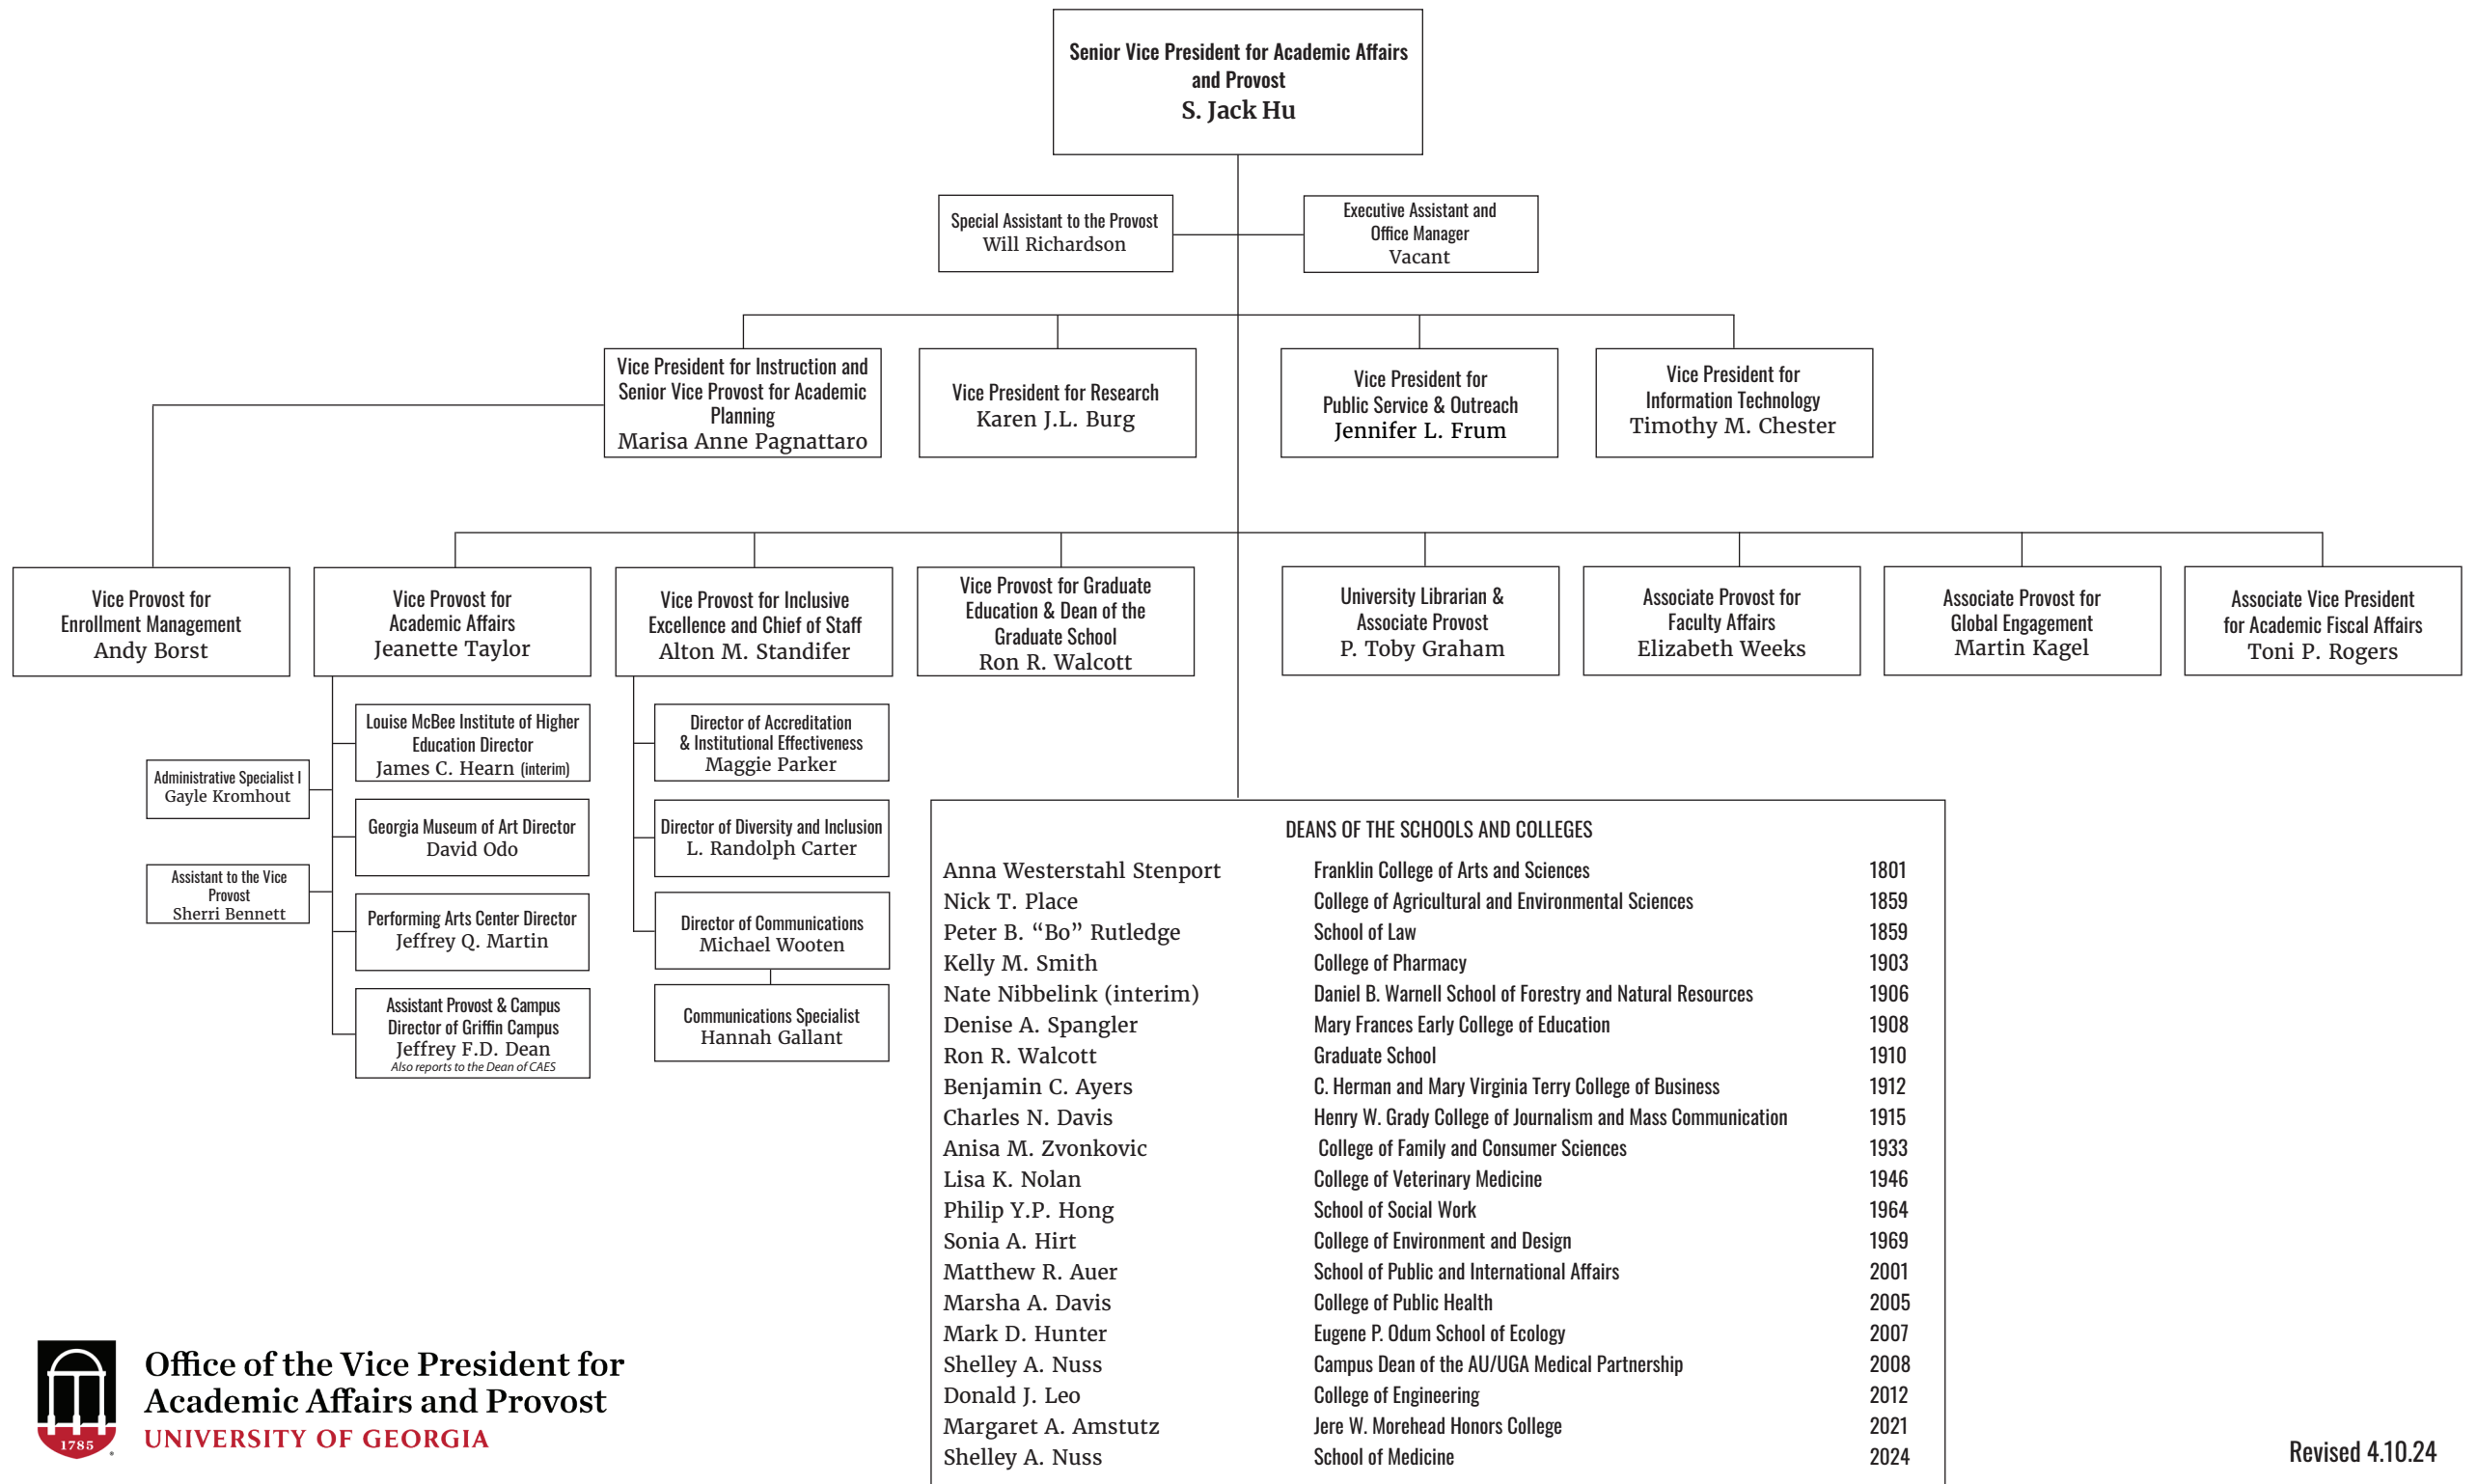 Senior Vice President for Academic Affairs
and Provost
S. Jack Hu
Special Assistant to the Provost
Will Richardson
Executive Assistant and
Office Manager
Vacant
Vice President for Instruction and
Senior Vice Provost for Academic
Planning
Marisa Anne Pagnattaro
Vice President for Research
Karen J.L. Burg
Vice President for
Public Service & Outreach
Jennifer L. Frum
Vice President for
Information Technology
Timothy M. Chester
Vice Provost for
Enrollment Management
Andy Borst
Vice Provost for
Academic Affairs
Jeanette Taylor
Vice Provost for Inclusive
Excellence and Chief of Staff
Alton M. Standifer
Vice Provost for Graduate
Education & Dean of the
Graduate School
Ron R. Walcott
University Librarian &
Associate Provost
P. Toby Graham
Associate Provost for
Faculty Affairs
Elizabeth Weeks
Associate Provost for
Global Engagement
Martin Kagel
Associate Vice President
for Academic Fiscal Affairs
Toni P. Rogers
Administrative Specialist I
Gayle Kromhout
Assistant to the Vice
Provost
Sherri Bennett
Louise McBee Institute of Higher
Education Director
James C. Hearn (interim)
Georgia Museum of Art Director
David Odo
Performing Arts Center Director
Jeffrey Q. Martin
Assistant Provost & Campus
Director of Griffin Campus
Jeffrey F.D. Dean
Also reports to the Dean of CAES
Director of Accreditation
& Institutional Effectiveness
Maggie Parker
Director of Diversity and Inclusion
L. Randolph Carter
Director of Communications
Michael Wooten
Communications Specialist
Hannah Gallant
DEANS OF THE SCHOOLS AND COLLEGES
Anna Westerstahl Stenport Franklin College of Arts and Sciences 1801
Nick T. Place College of Agricultural and Environmental Sciences 1859
Peter B. “Bo” Rutledge School of Law 1859
Kelly M. Smith College of Pharmacy 1903
Nate Nibbelink (interim) Daniel B. Warnell School of Forestry and Natural Resources 1906
Denise A. Spangler Mary Frances Early College of Education 1908
Ron R. Walcott Graduate School 1910
Benjamin C. Ayers C. Herman and Mary Virginia Terry College of Business 1912
Charles N. Davis Henry W. Grady College of Journalism and Mass Communication 1915
Anisa M. Zvonkovic College of Family and Consumer Sciences 1933
Lisa K. Nolan College of Veterinary Medicine 1946
Philip Y.P. Hong School of Social Work 1964
Sonia A. Hirt College of Environment and Design 1969
Matthew R. Auer School of Public and International Affairs 2001
Marsha A. Davis College of Public Health 2005
Mark D. Hunter Eugene P. Odum School of Ecology 2007
Shelley A. Nuss Campus Dean of the AU/UGA Medical Partnership 2008
Donald J. Leo College of Engineering 2012
Margaret A. Amstutz Jere W. Morehead Honors College 2021
Shelley A. Nuss School of Medicine 2024
1785
Office of the Vice President for
Academic Affairs and Provost
UNIVERSITY OF GEORGIA
Revised 4.10.24